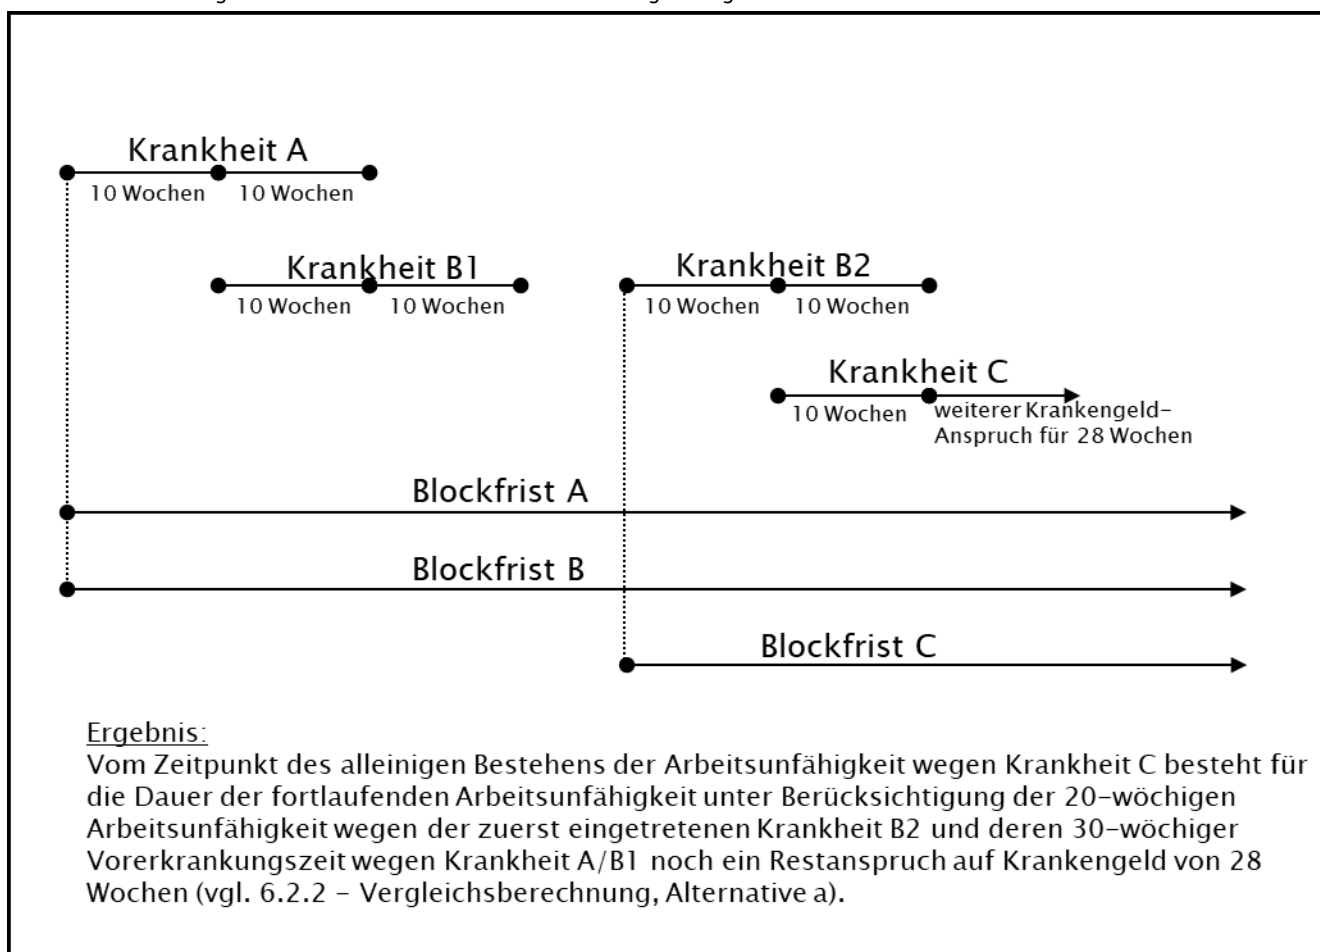 Krankheit A
10 Wochen 10 Wochen
Krankheit B1
10 Wochen 10 Wochen
Krankheit B2
10 Wochen 10 Wochen
Krankheit C
10 Wochen
weiterer Krankengeld-
Anspruch für 28 Wochen
Blockfrist A
Blockfrist B
Blockfrist C
Ergebnis:
Vom Zeitpunkt des alleinigen Bestehens der Arbeitsunfähigkeit wegen Krankheit C besteht für
die Dauer der fortlaufenden Arbeitsunfähigkeit unter Berücksichtigung der 20-wöchigen
Arbeitsunfähigkeit wegen der zuerst eingetretenen Krankheit B2 und deren 30-wöchiger
Vorerkrankungszeit wegen Krankheit A/B1 noch ein Restanspruch auf Krankengeld von 28
Wochen (vgl. 6.2.2 - Vergleichsberechnung, Alternative a).